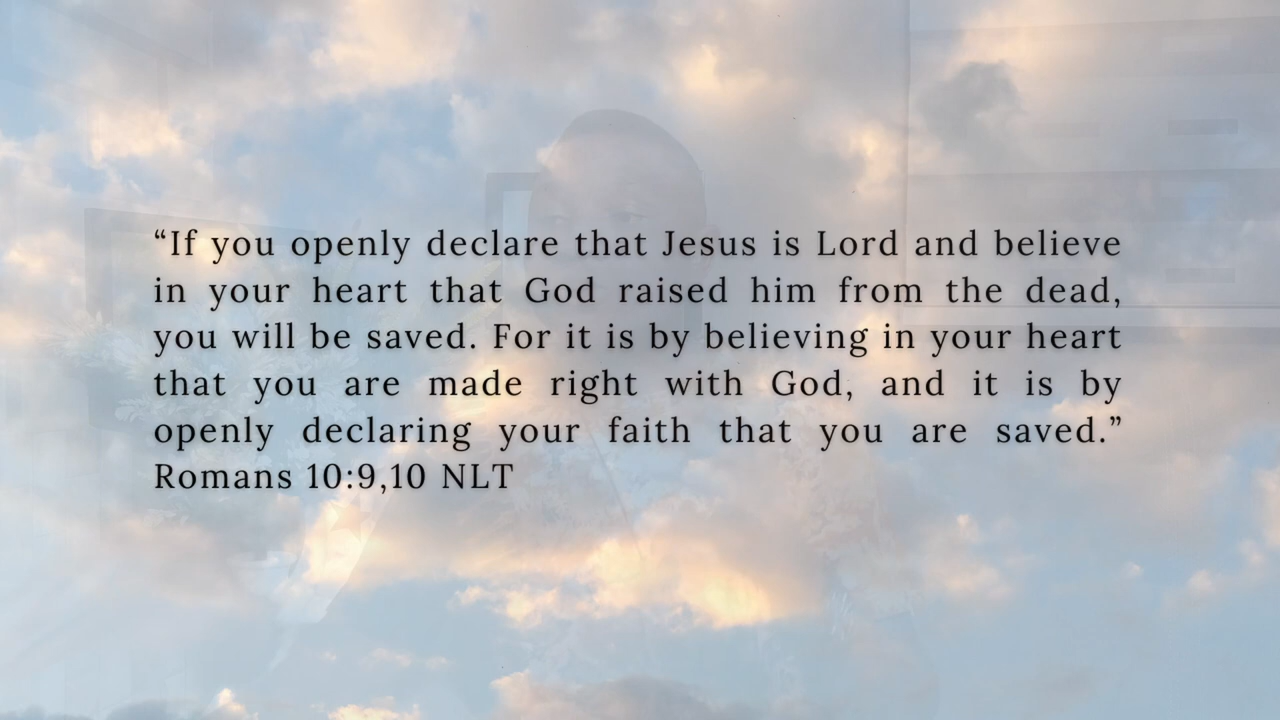 “If you openly declare that Jesus is Lord and believe
in your heart that God raised him from the dead,
you will be saved. For it is by believing in your heart
that you are made right with God, and it is by
openly declaring your faith that you are saved.”
Romans 10:9,10 NLT